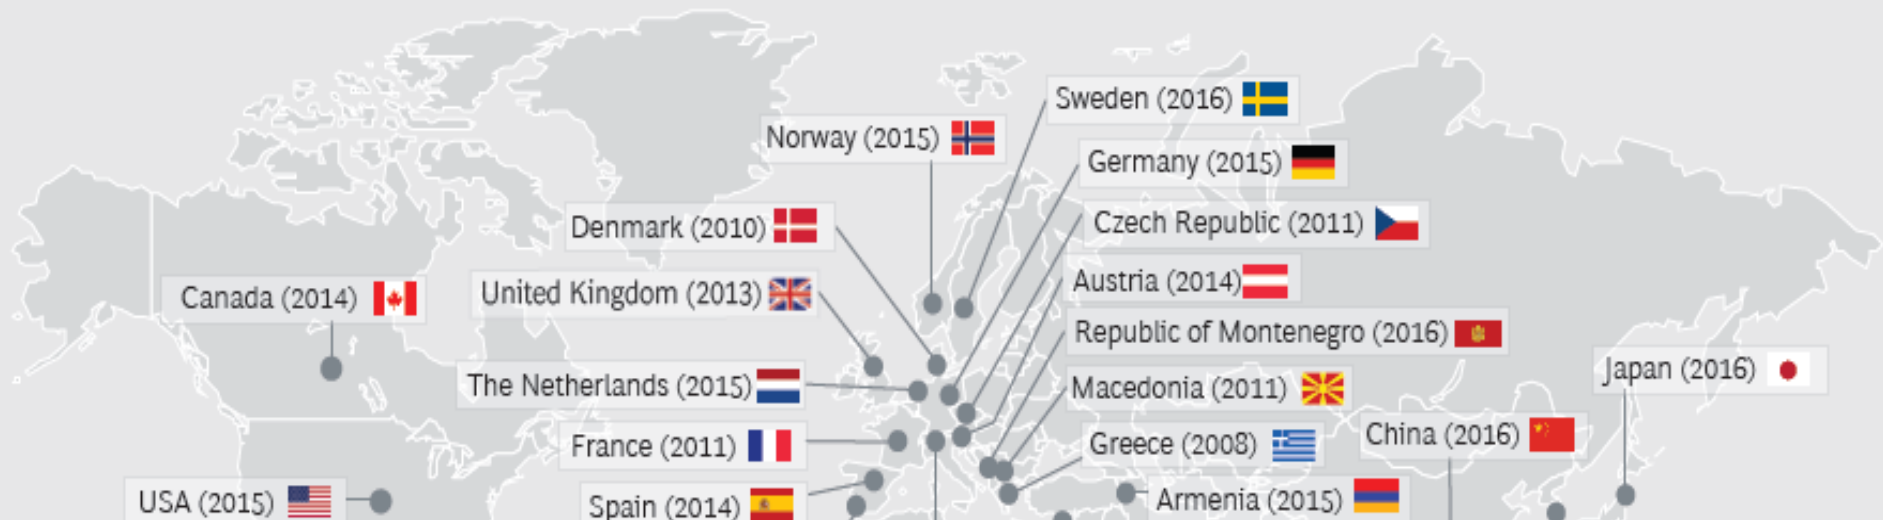 Sweden (2016)
Norway (2015)
Germany (2015)
Denmark (2010)
Czech Republic (2011)
Austria (2014)
Canada (2014)
United Kingdom (2013)
Republic of Montenegro (2016)
Japan (2016)
The Netherlands (2015)
Macedonia (2011)
China (2016)
France (2011)
Greece (2008)
USA (2015)
Spain (2014)
Armenia (2015)